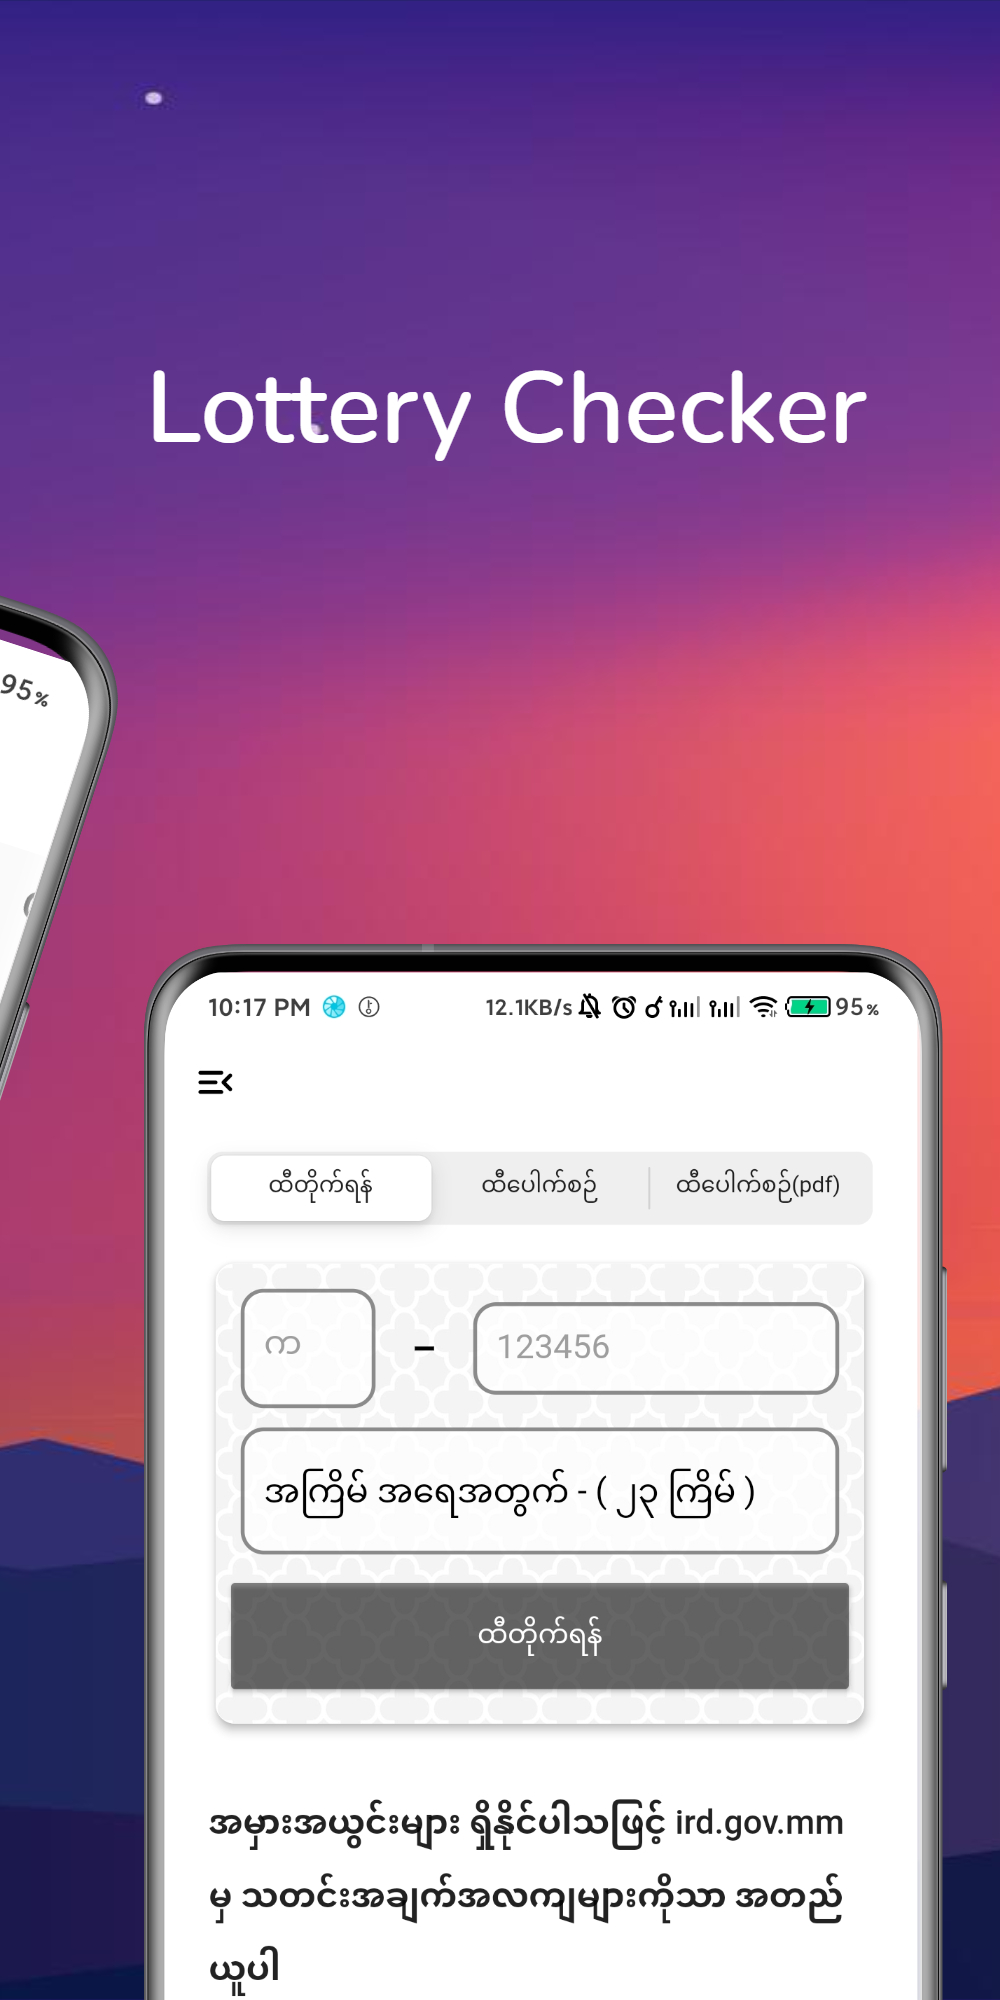 Lottery Checker
95%
10:17 PM 12.1KB/s 95%
ထီတိုက်ရန် ထီပေါက်စဉ် ထီပေါက်စဉ်(pdf)
က - 123456
အကြိမ် အရေအတွက် - ( ၂၃ ကြိမ် )
ထီတိုက်ရန်
အမှားအယွင်းများ ရှိနိုင်ပါသဖြင့် ird.gov.mm
မှ သတင်းအချက်အလကျများကိုသာ အတည်
ယူပါ